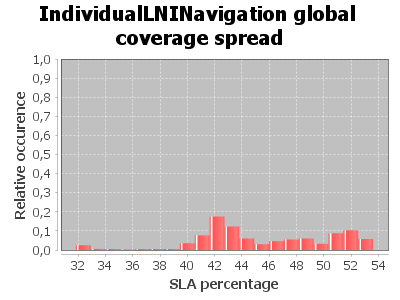 IndividualLNINavigation global
coverage spread
1,0
0,9
0,8
0,7
0,6
0,5
0,4
0,3
0,2
0,1
0,0
Relative occurence
32 34 36 38 40 42 44 46 48 50 52 54
SLA percentage